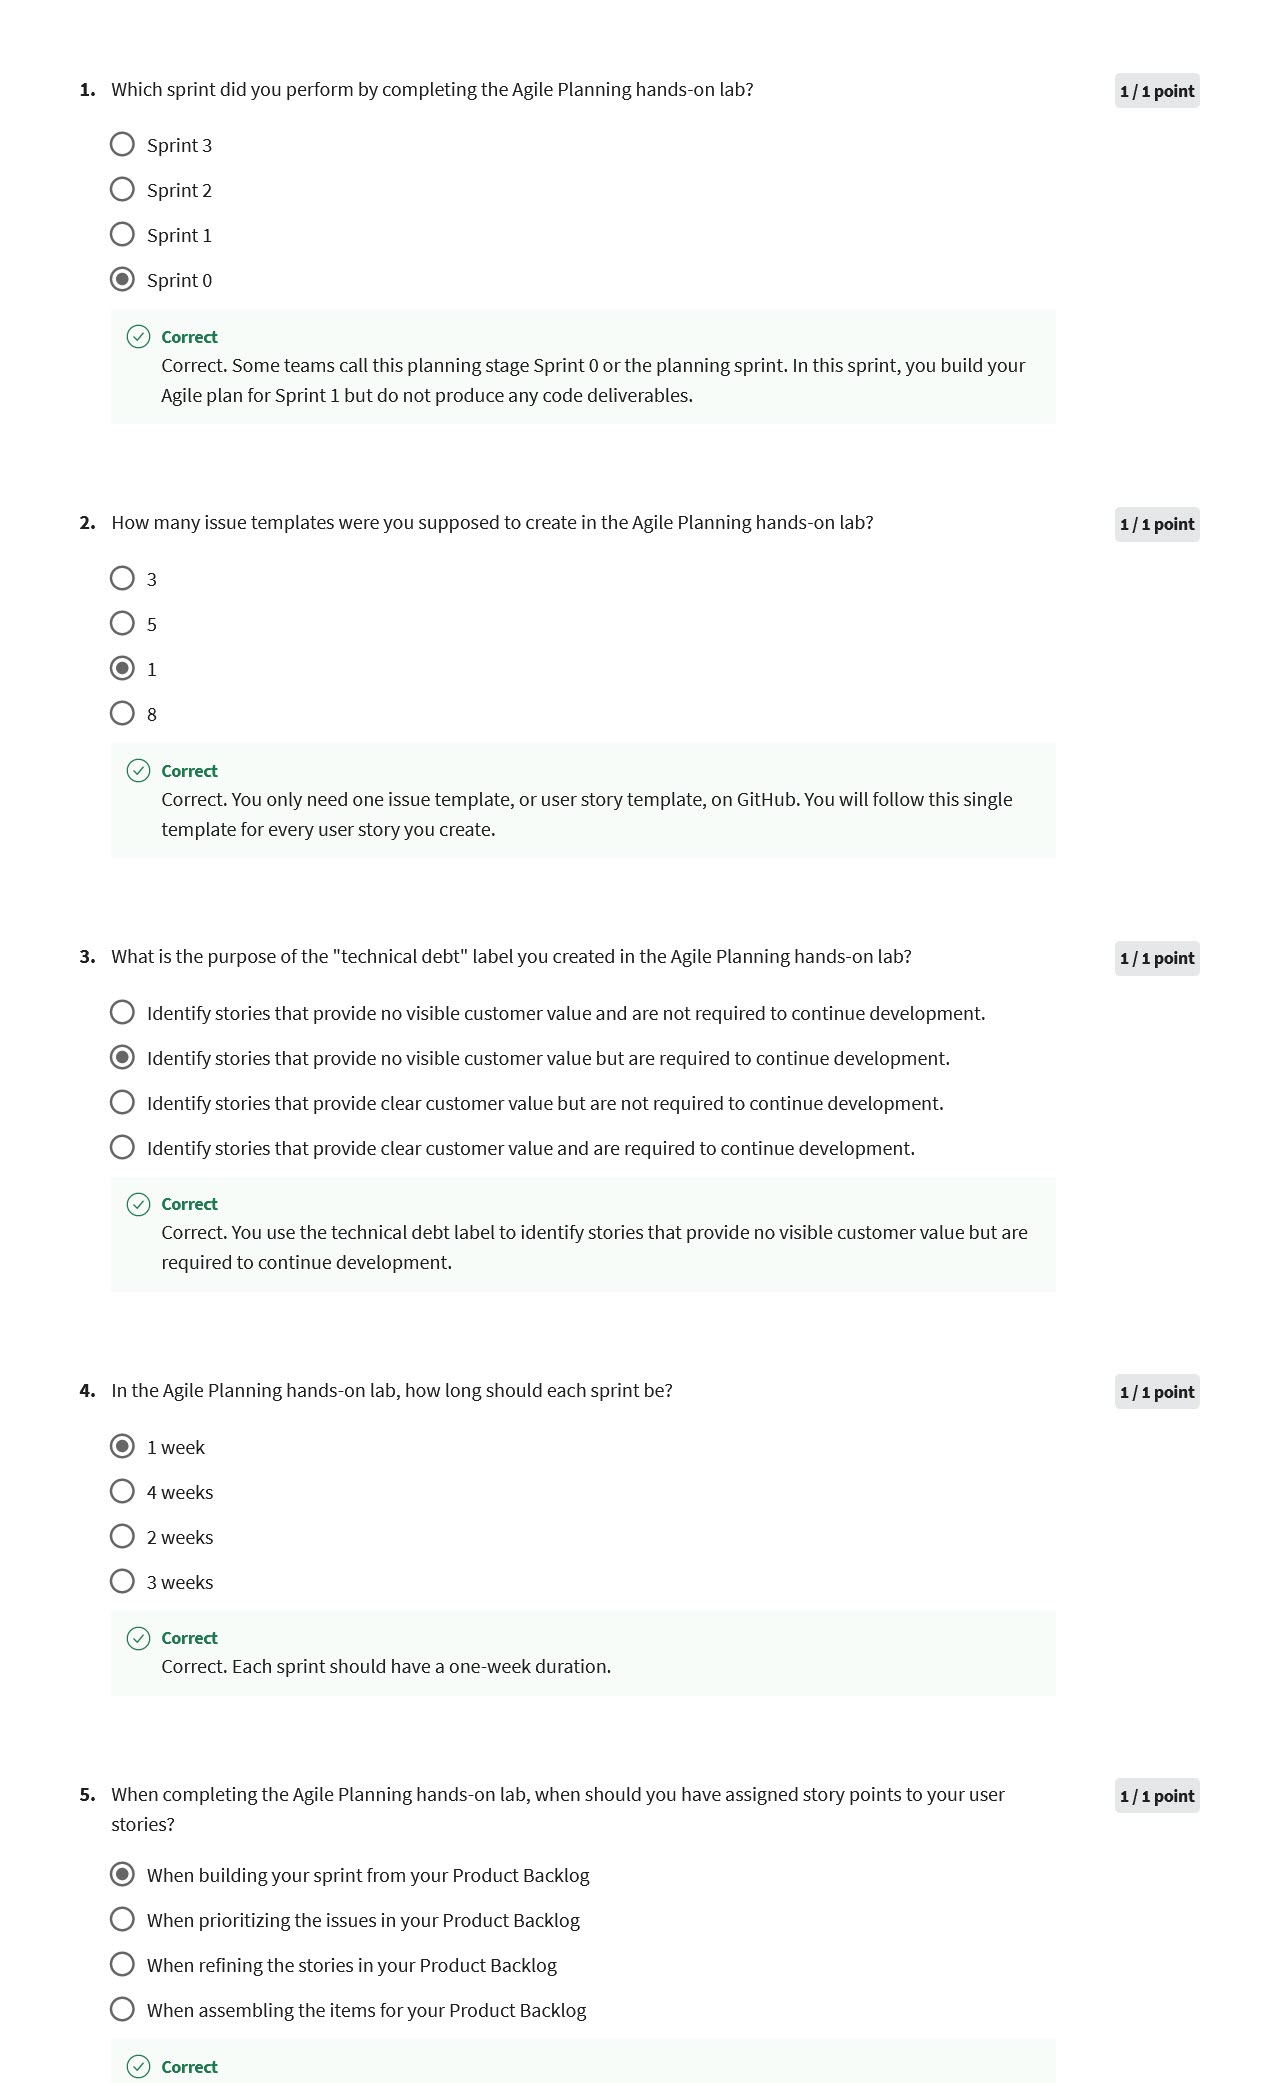 1. Which sprint did you perform by completing the Agile Planning hands-on lab?
1 / 1 point
Sprint 3
Sprint 2
Sprint 1
Sprint 0
Correct
Correct. Some teams call this planning stage Sprint 0 or the planning sprint. In this sprint, you build your
Agile plan for Sprint 1 but do not produce any code deliverables.
2. How many issue templates were you supposed to create in the Agile Planning hands-on lab?
1 / 1 point
3
5
1
8
Correct
Correct. You only need one issue template, or user story template, on GitHub. You will follow this single
template for every user story you create.
3. What is the purpose of the "technical debt" label you created in the Agile Planning hands-on lab?
1 / 1 point
Identify stories that provide no visible customer value and are not required to continue development.
Identify stories that provide no visible customer value but are required to continue development.
Identify stories that provide clear customer value but are not required to continue development.
Identify stories that provide clear customer value and are required to continue development.
Correct
Correct. You use the technical debt label to identify stories that provide no visible customer value but are
required to continue development.
4. In the Agile Planning hands-on lab, how long should each sprint be?
1 / 1 point
1 week
4 weeks
2 weeks
3 weeks
Correct
Correct. Each sprint should have a one-week duration.
5. When completing the Agile Planning hands-on lab, when should you have assigned story points to your user
stories?
1 / 1 point
When building your sprint from your Product Backlog
When prioritizing the issues in your Product Backlog
When refining the stories in your Product Backlog
When assembling the items for your Product Backlog
Correct